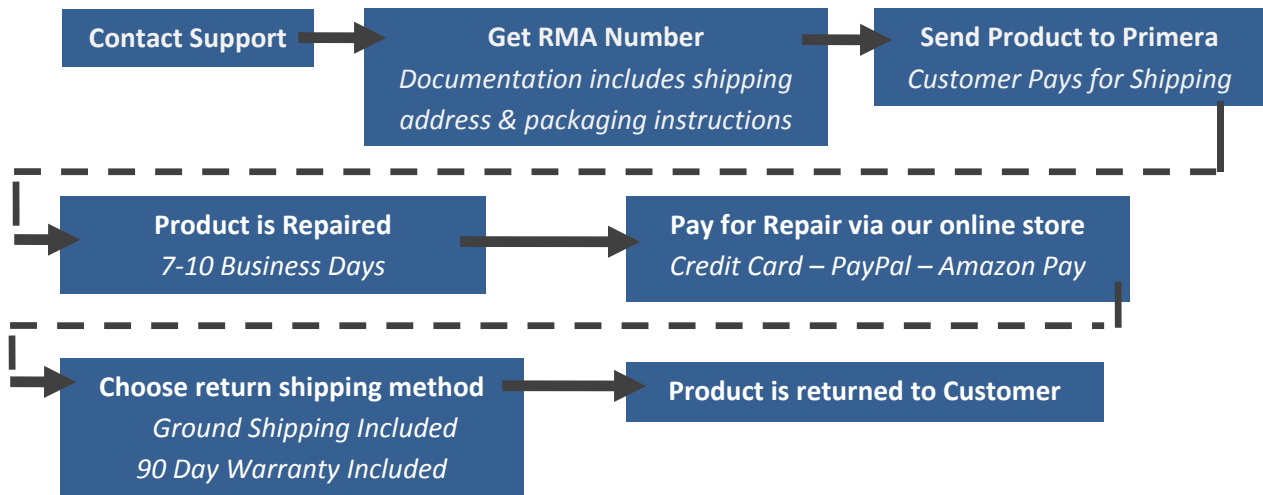 Contact Support
Get RMA Number
Documentation includes shipping
address & packaging instructions
Send Product to Primera
Customer Pays for Shipping
Product is Repaired
7-10 Business Days
Pay for Repair via our online store
Credit Card – PayPal – Amazon Pay
Choose return shipping method
Ground Shipping Included
90 Day Warranty Included
Product is returned to Customer